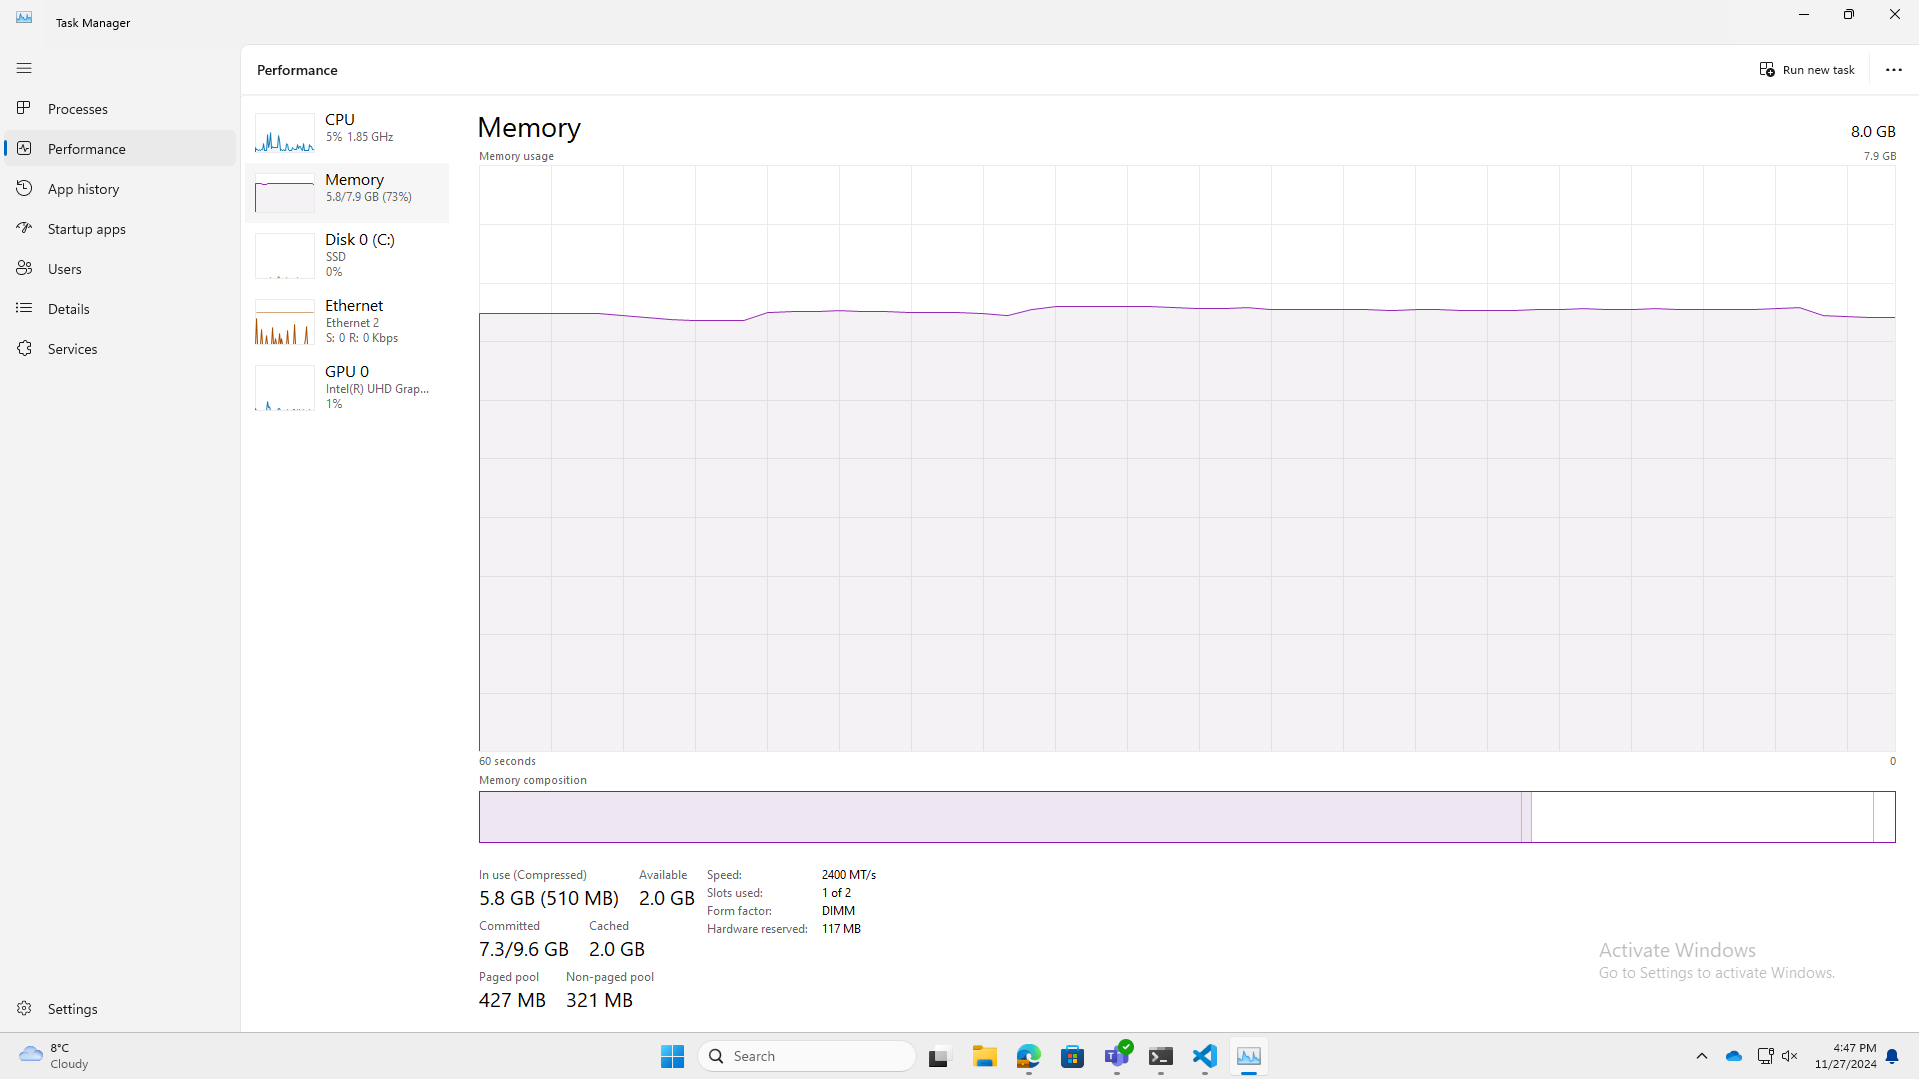 Task Manager
Performance
Run new task
Processes
Performance
App history
Startup apps
Users
Details
Services
Settings
CPU
5% 1.85 GHz
Memory
5.8/7.9 GB (73%)
Disk 0 (C:)
SSD
0%
Ethernet
Ethernet 2
S: 0 R: 0 Kbps
GPU 0
Intel(R) UHD Grap...
1%
Memory
8.0 GB
Memory usage
7.9 GB
60 seconds
0
Memory composition
In use (Compressed)
5.8 GB (510 MB)
Available
2.0 GB
Committed
7.3/9.6 GB
Cached
2.0 GB
Paged pool
427 MB
Non-paged pool
321 MB
Speed: 2400 MT/s
Slots used: 1 of 2
Form factor: DIMM
Hardware reserved: 117 MB
Activate Windows
Go to Settings to activate Windows.
8°C
Cloudy
Search
4:47 PM
11/27/2024